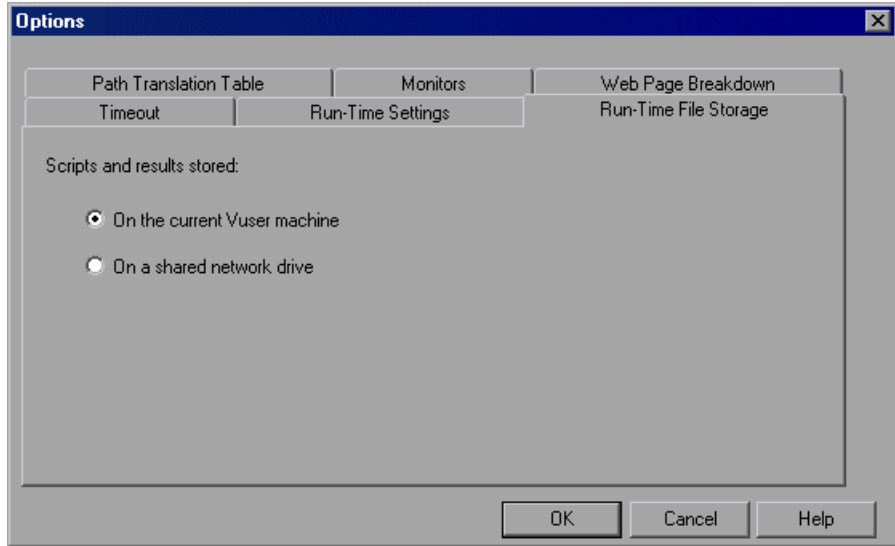 Options
Path Translation Table Monitors Web Page Breakdown
Timeout Run-Time Settings Run-Time File Storage
Scripts and results stored:
On the current Vuser machine
On a shared network drive
OK Cancel Help